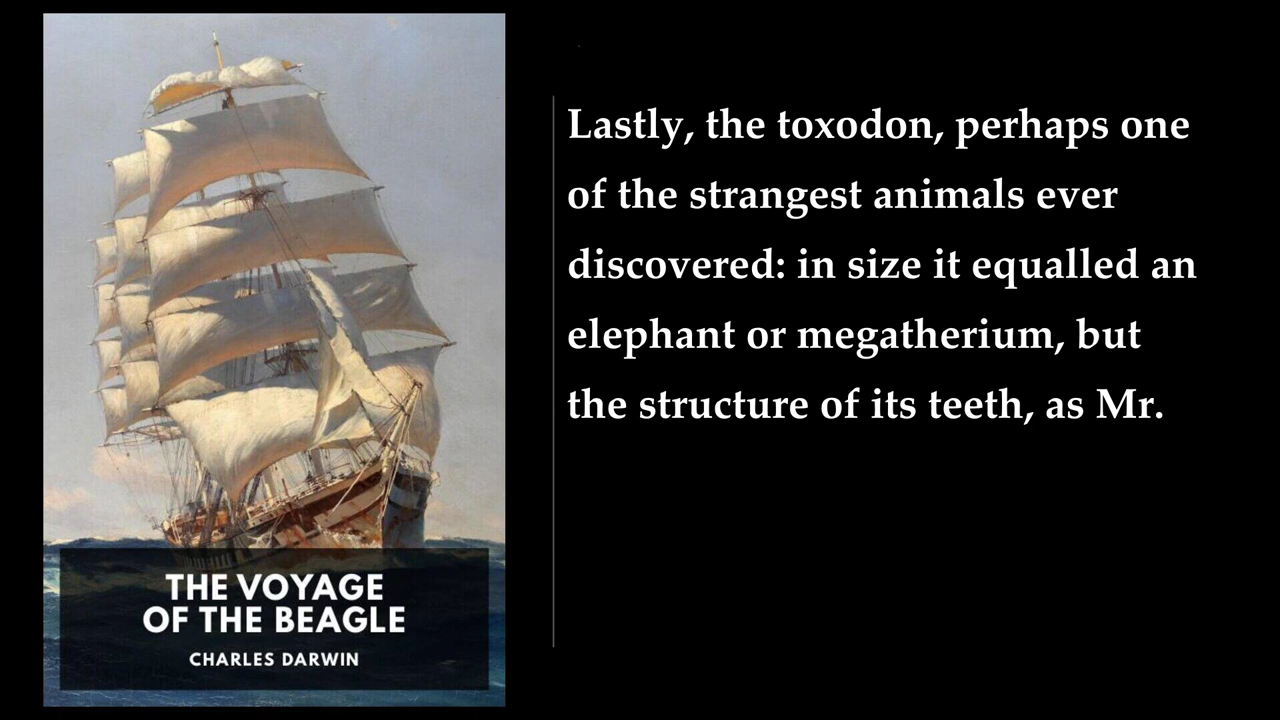 THE VOYAGE
OF THE BEAGLE
CHARLES DARWIN
Lastly, the toxodon, perhaps one
of the strangest animals ever
discovered: in size it equalled an
elephant or megatherium, but
the structure of its teeth, as Mr.